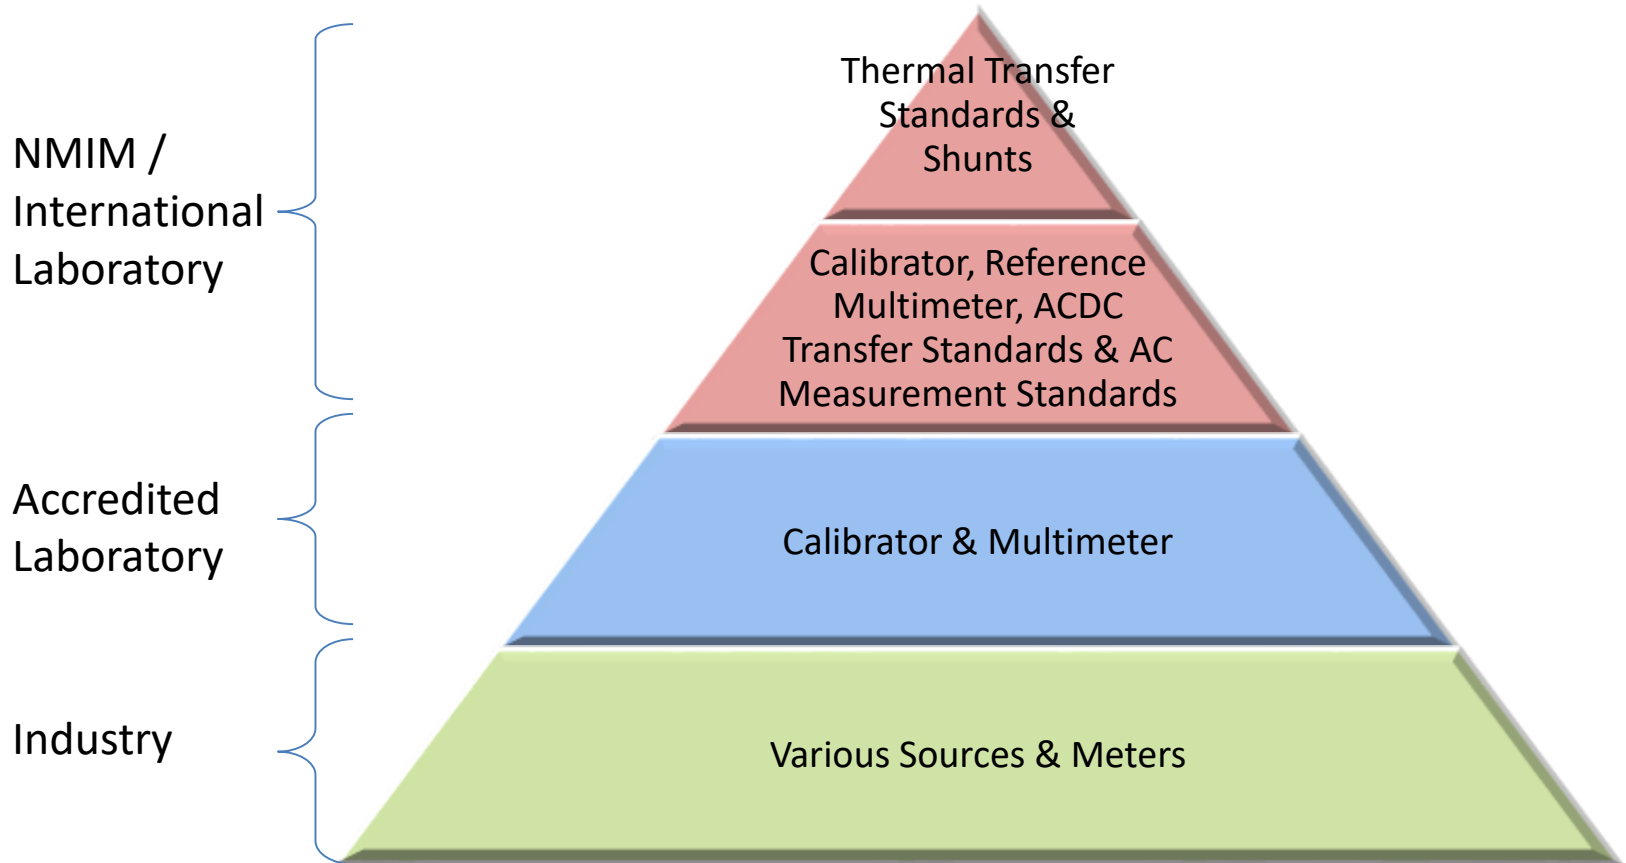 NMIM /
International
Laboratory
Thermal Transfer
Standards &
Shunts
Calibrator, Reference
Multimeter, ACDC
Transfer Standards & AC
Measurement Standards
Accredited
Laboratory
Calibrator & Multimeter
Industry
Various Sources & Meters